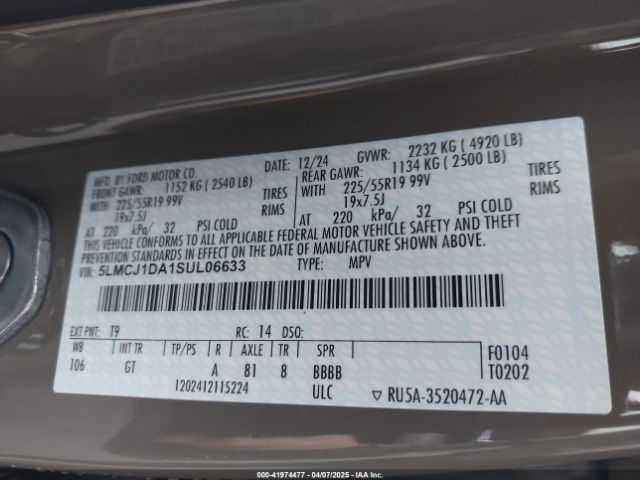 MFD. BY FORD MOTOR CO.
DATE: 12/24 GVWR: 2232 KG ( 4920 LB)
FRONT GAWR: 1152 KG ( 2540 LB) REAR GAWR: 1134 KG ( 2500 LB)
WITH 225/55R19 99V TIRES WITH 225/55R19 99V TIRES
19x7.5J RIMS 19x7.5J RIMS
AT 220 kPa/ 32 PSI COLD AT 220 kPa/ 32 PSI COLD
THIS VEHICLE CONFORMS TO ALL APPLICABLE FEDERAL MOTOR VEHICLE SAFETY AND THEFT
PREVENTION STANDARDS IN EFFECT ON THE DATE OF MANUFACTURE SHOWN ABOVE.
VIN: 5LMCJ1DA1SUL06633 TYPE: MPV
EXT PNT: T9 RC: 14 DSO:
WB INT TR TP/PS R AXLE TR SPR F0104
106 GT A 81 8 BBBB T0202
1202412115224 ULC ▽ RU5A-3520472-AA
000-41974477 - 04/07/2025 - IAAI.COM